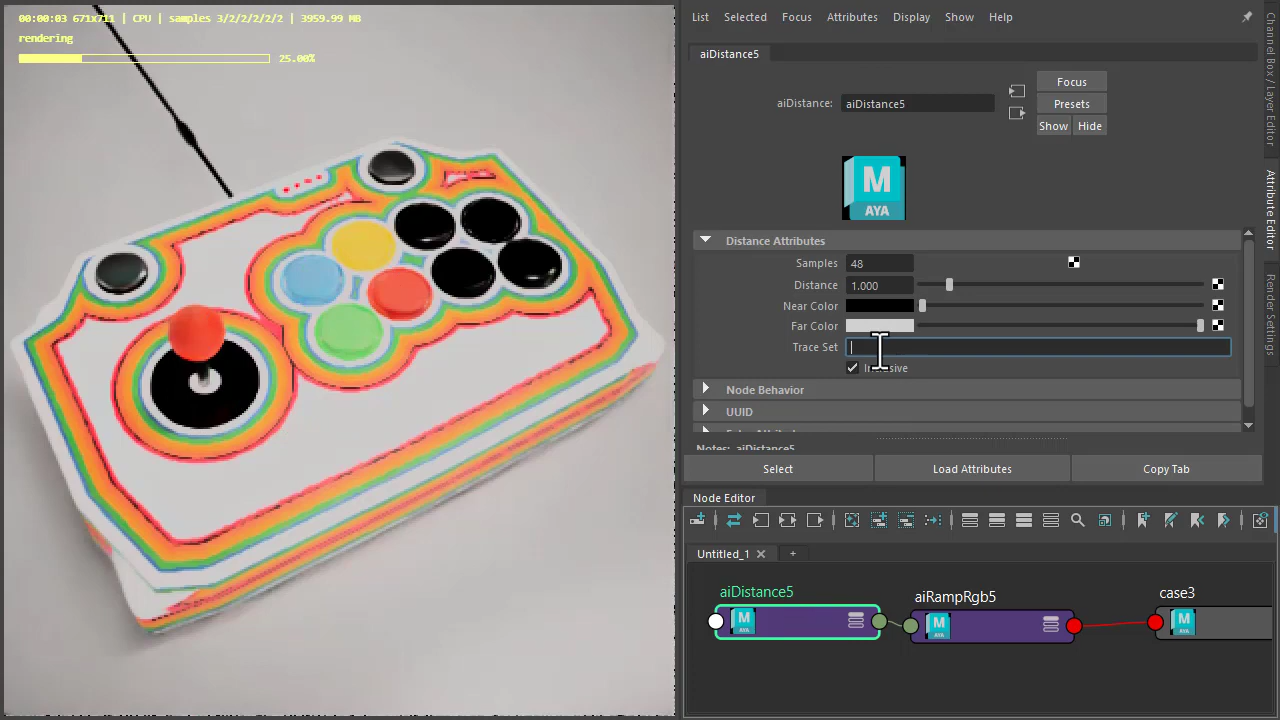 00:00:03 671x711 | CPU | samples 3/2/2/2/2/2 | 3959.99 MB
rendering
25.00%
List Selected Focus Attributes Display Show Help
aiDistance5
aiDistance: aiDistance5
Focus
Presets
Show Hide
M
AYA
Distance Attributes
Samples 48
Distance 1.000
Near Color
Far Color
Trace Set
Node Behavior
UUID
Notes: aiDistance5
Select Load Attributes Copy Tab
Node Editor
Untitled_1 × +
aiDistance5
aiRampRgb5
case3
M
M
M
Channel Box / Layer Editor
Attribute Editor
Render Settings